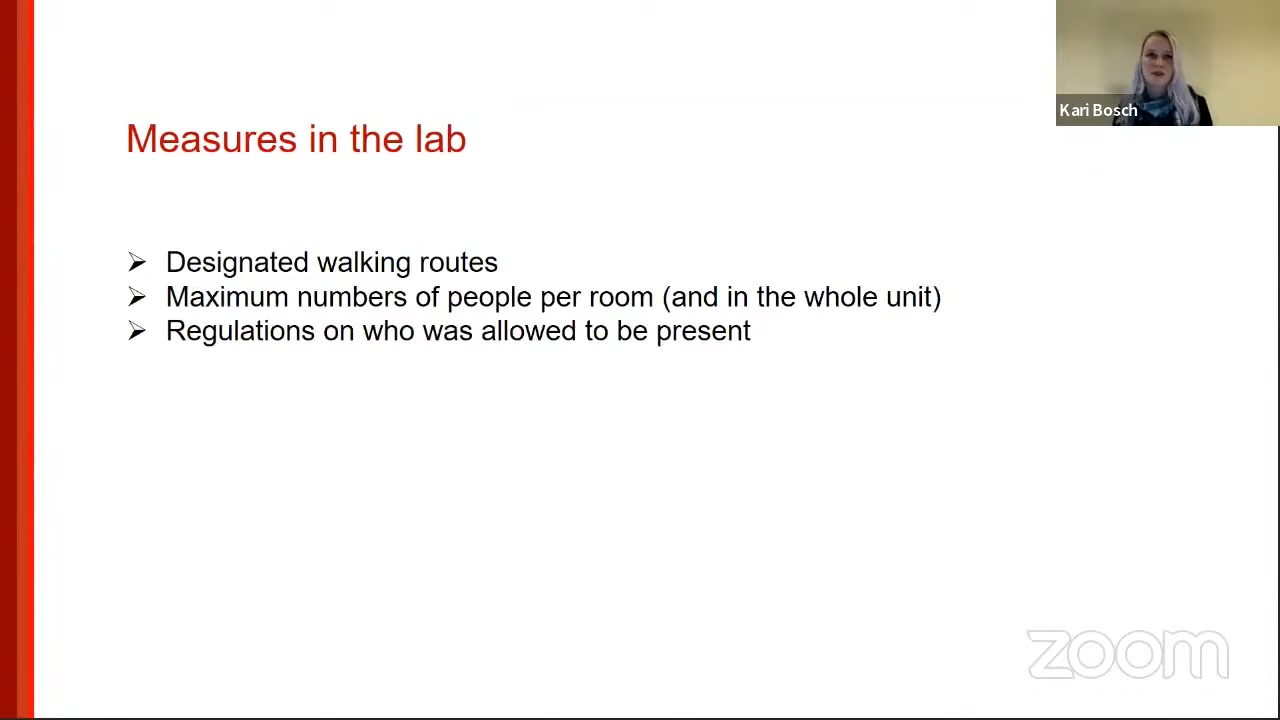 Kari Bosch
Measures in the lab
➢ Designated walking routes
➢ Maximum numbers of people per room (and in the whole unit)
➢ Regulations on who was allowed to be present
zoom